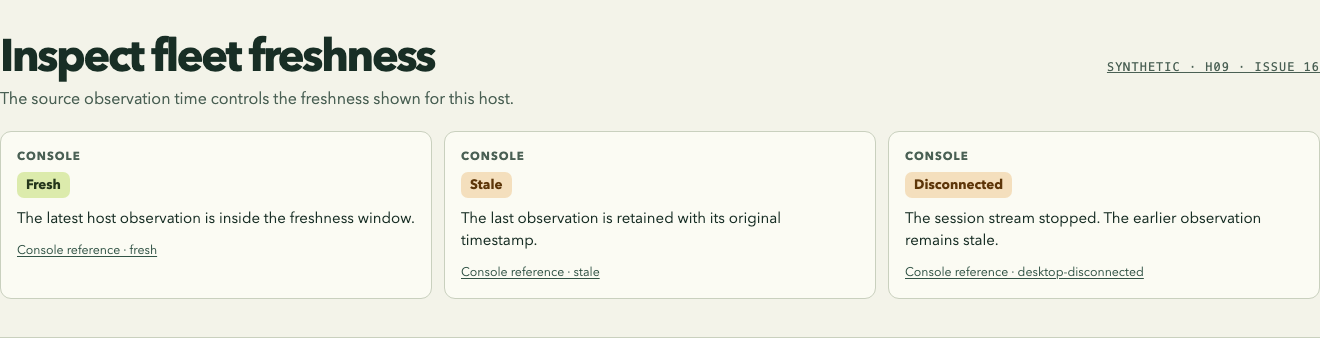 Inspect fleet freshness
SYNTHETIC · H09 · ISSUE 16
The source observation time controls the freshness shown for this host.
CONSOLE
Fresh
The latest host observation is inside the freshness window.
Console reference · fresh
CONSOLE
Stale
The last observation is retained with its original
timestamp.
Console reference · stale
CONSOLE
Disconnected
The session stream stopped. The earlier observation
remains stale.
Console reference · desktop-disconnected